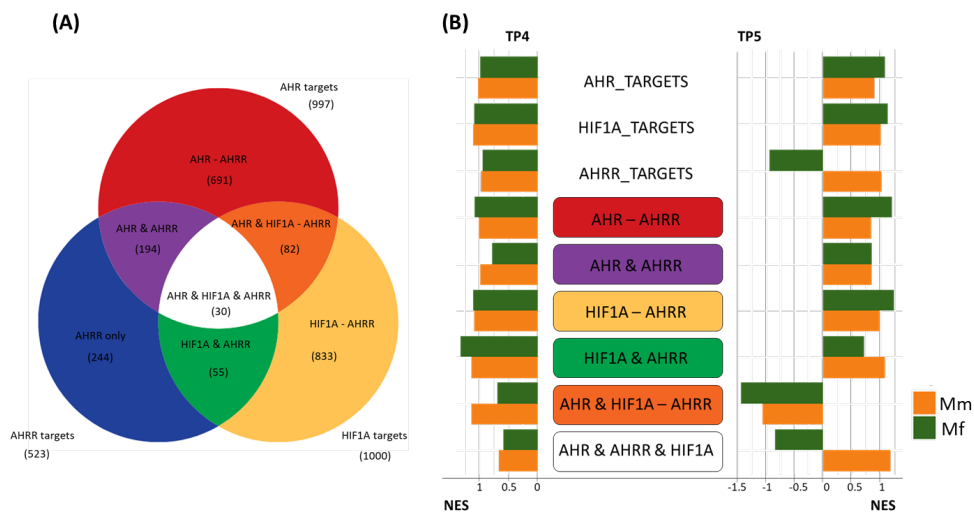 (A)
AHR targets
(997)
AHR - AHRR
(691)
AHR & AHRR
(194)
AHR & HIF1A - AHRR
(82)
AHR & HIF1A & AHRR
(30)
AHRR only
(244)
HIF1A & AHRR
(55)
HIF1A - AHRR
(833)
AHRR targets
(523)
HIF1A targets
(1000)
(B)
TP4
TP5
AHR_TARGETS
HIF1A_TARGETS
AHRR_TARGETS
AHR – AHRR
AHR & AHRR
HIF1A – AHRR
HIF1A & AHRR
AHR & HIF1A – AHRR
AHR & AHRR & HIF1A
Mm
Mf
1 0.5 0
NES
-1.5 -1 -0.5 0 0.5 1
NES